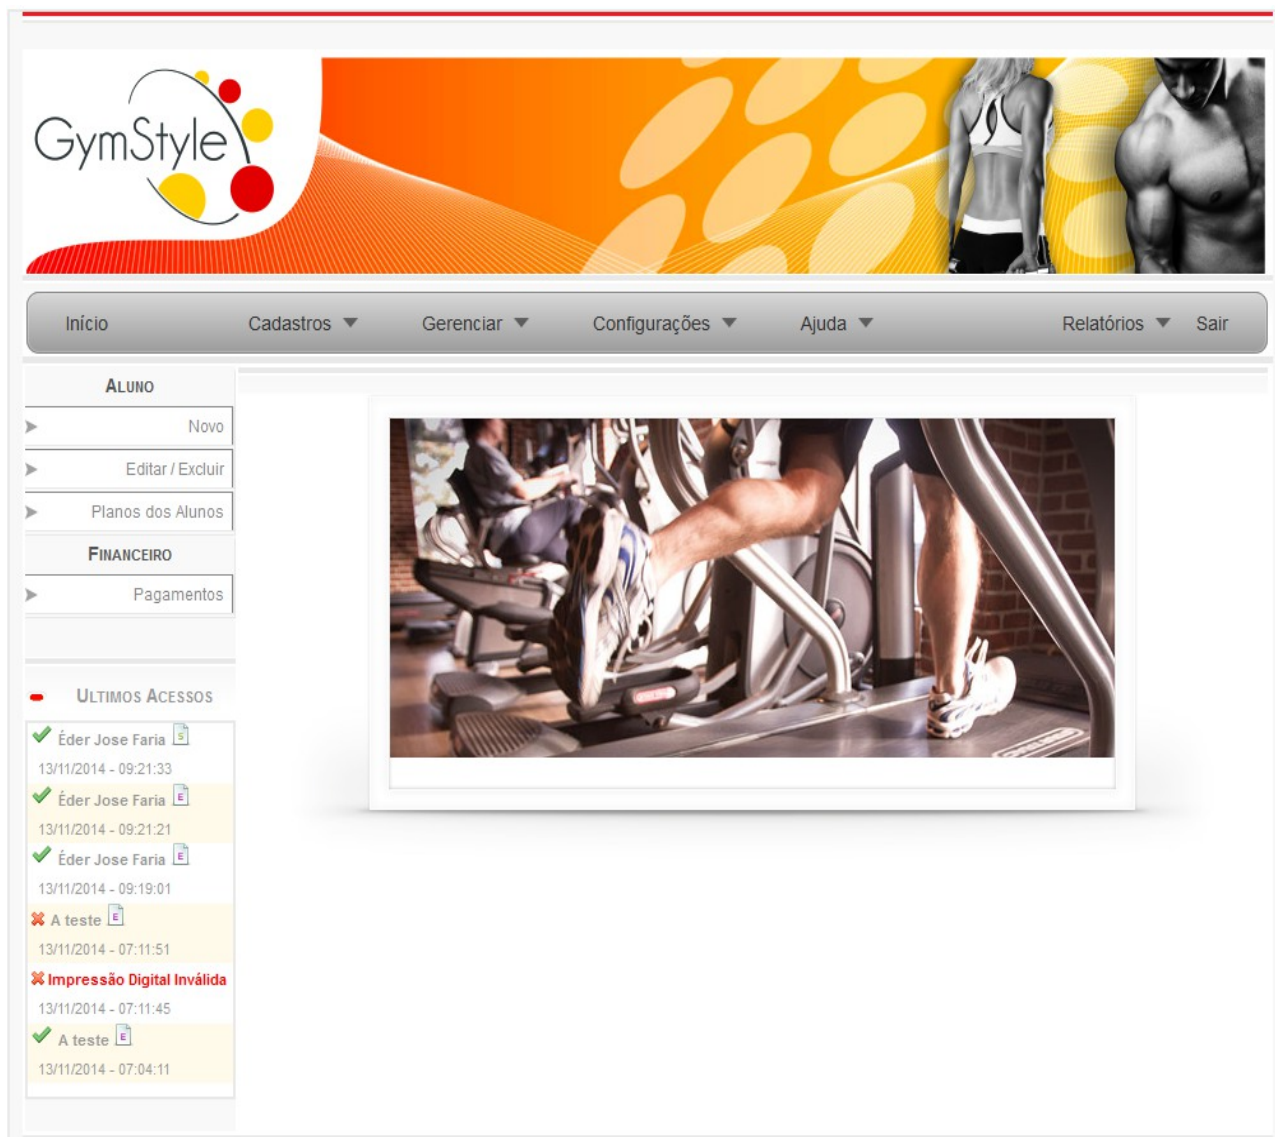 GymStyle
Início Cadastros Gerenciar Configurações Ajuda Relatórios Sair
ALUNO
Novo
Editar / Excluir
Planos dos Alunos
FINANCEIRO
Pagamentos
ULTIMOS ACESSOS
Éder Jose Faria S
13/11/2014 - 09:21:33
Éder Jose Faria E
13/11/2014 - 09:21:21
Éder Jose Faria E
13/11/2014 - 09:19:01
A teste E
13/11/2014 - 07:11:51
Impressão Digital Inválida
13/11/2014 - 07:11:45
A teste E
13/11/2014 - 07:04:11